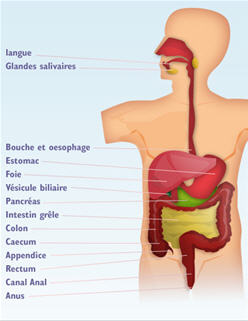 langue
Glandes salivaires
Bouche et oesophage
Estomac
Foie
Vésicule biliaire
Pancréas
Intestin grêle
Colon
Caecum
Appendice
Rectum
Canal Anal
Anus